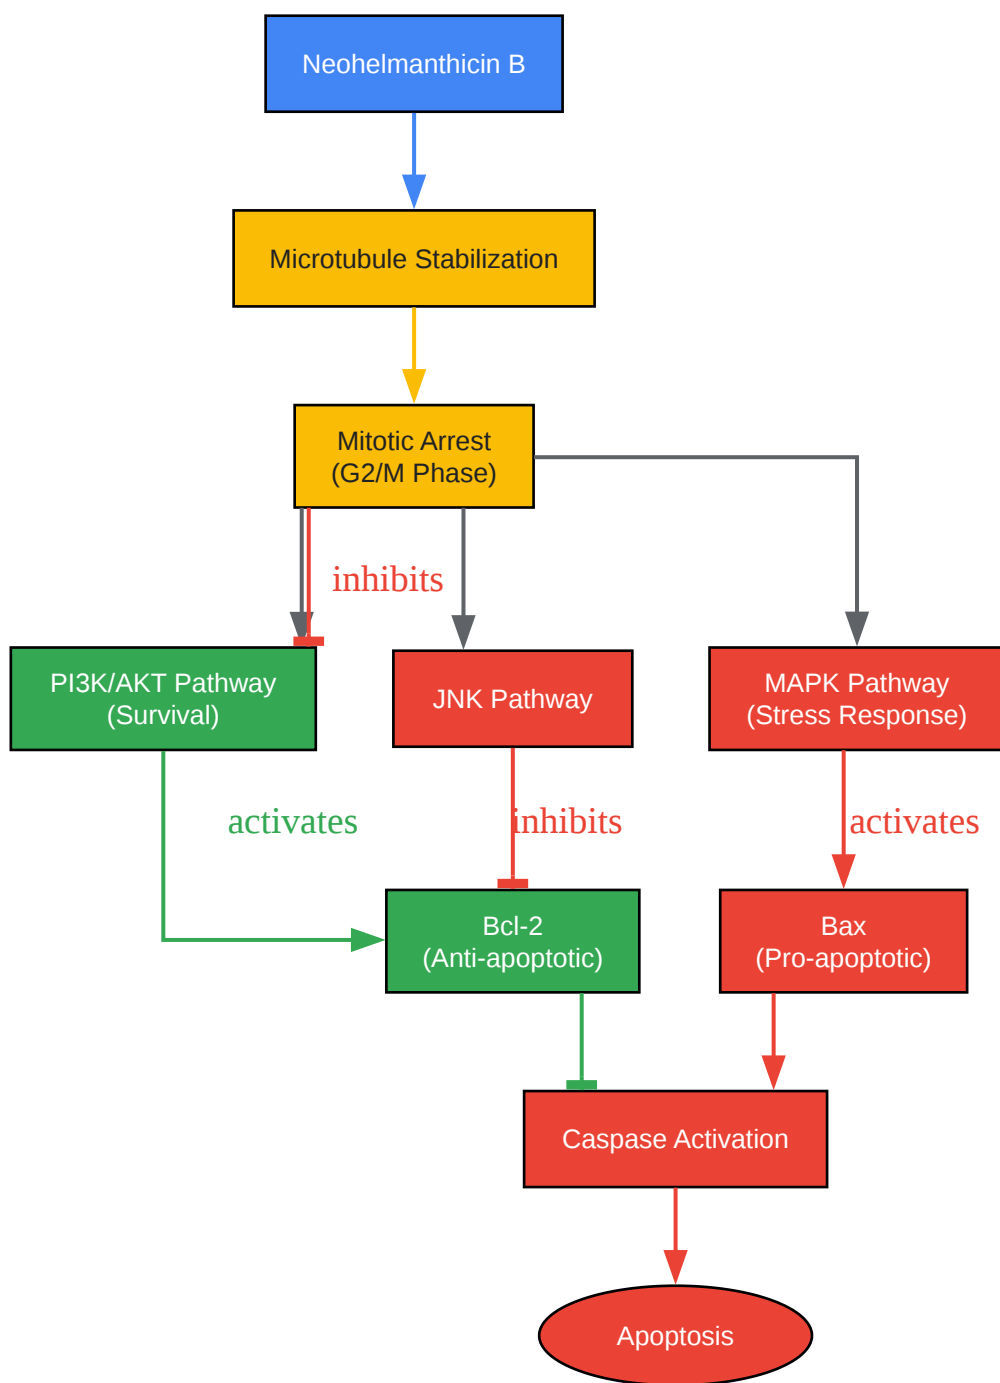 Neohelmanthicin B
Microtubule Stabilization
Mitotic Arrest
(G2/M Phase)
inhibits
PI3K/AKT Pathway
(Survival)
JNK Pathway
MAPK Pathway
(Stress Response)
activates
inhibits
activates
Bcl-2
(Anti-apoptotic)
Bax
(Pro-apoptotic)
Caspase Activation
Apoptosis